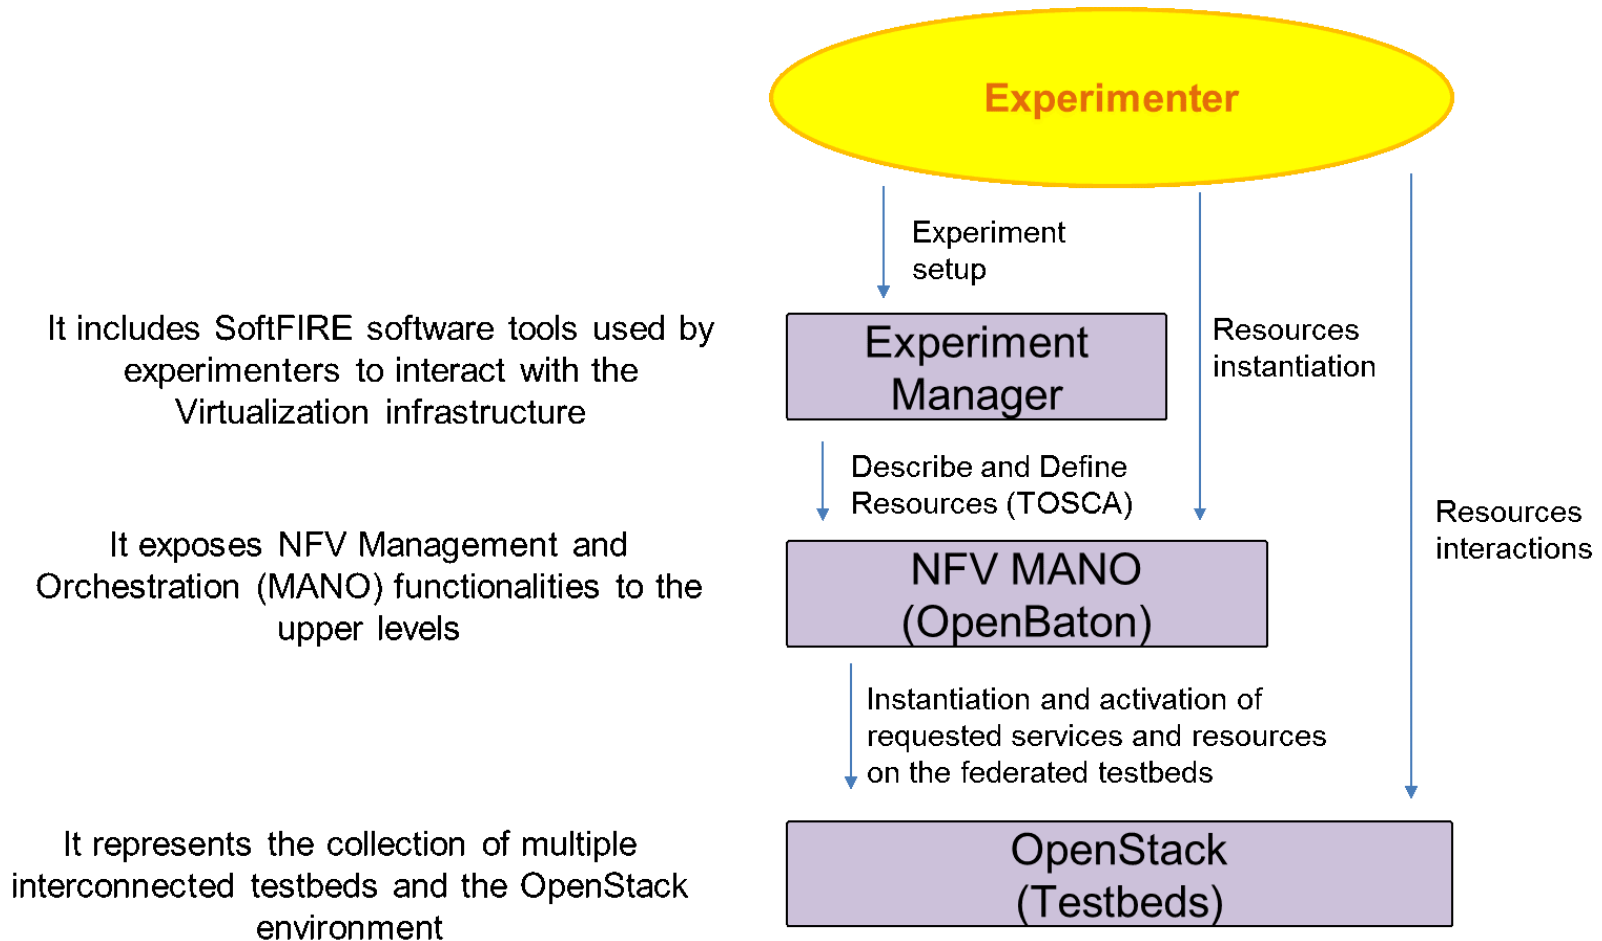 Experimenter
Experiment
setup
It includes SoftFIRE software tools used by
experimenters to interact with the
Virtualization infrastructure
Experiment
Manager
Resources
instantiation
Describe and Define
Resources (TOSCA)
It exposes NFV Management and
Orchestration (MANO) functionalities to the
upper levels
NFV MANO
(OpenBaton)
Resources
interactions
Instantiation and activation of
requested services and resources
on the federated testbeds
It represents the collection of multiple
interconnected testbeds and the OpenStack
environment
OpenStack
(Testbeds)